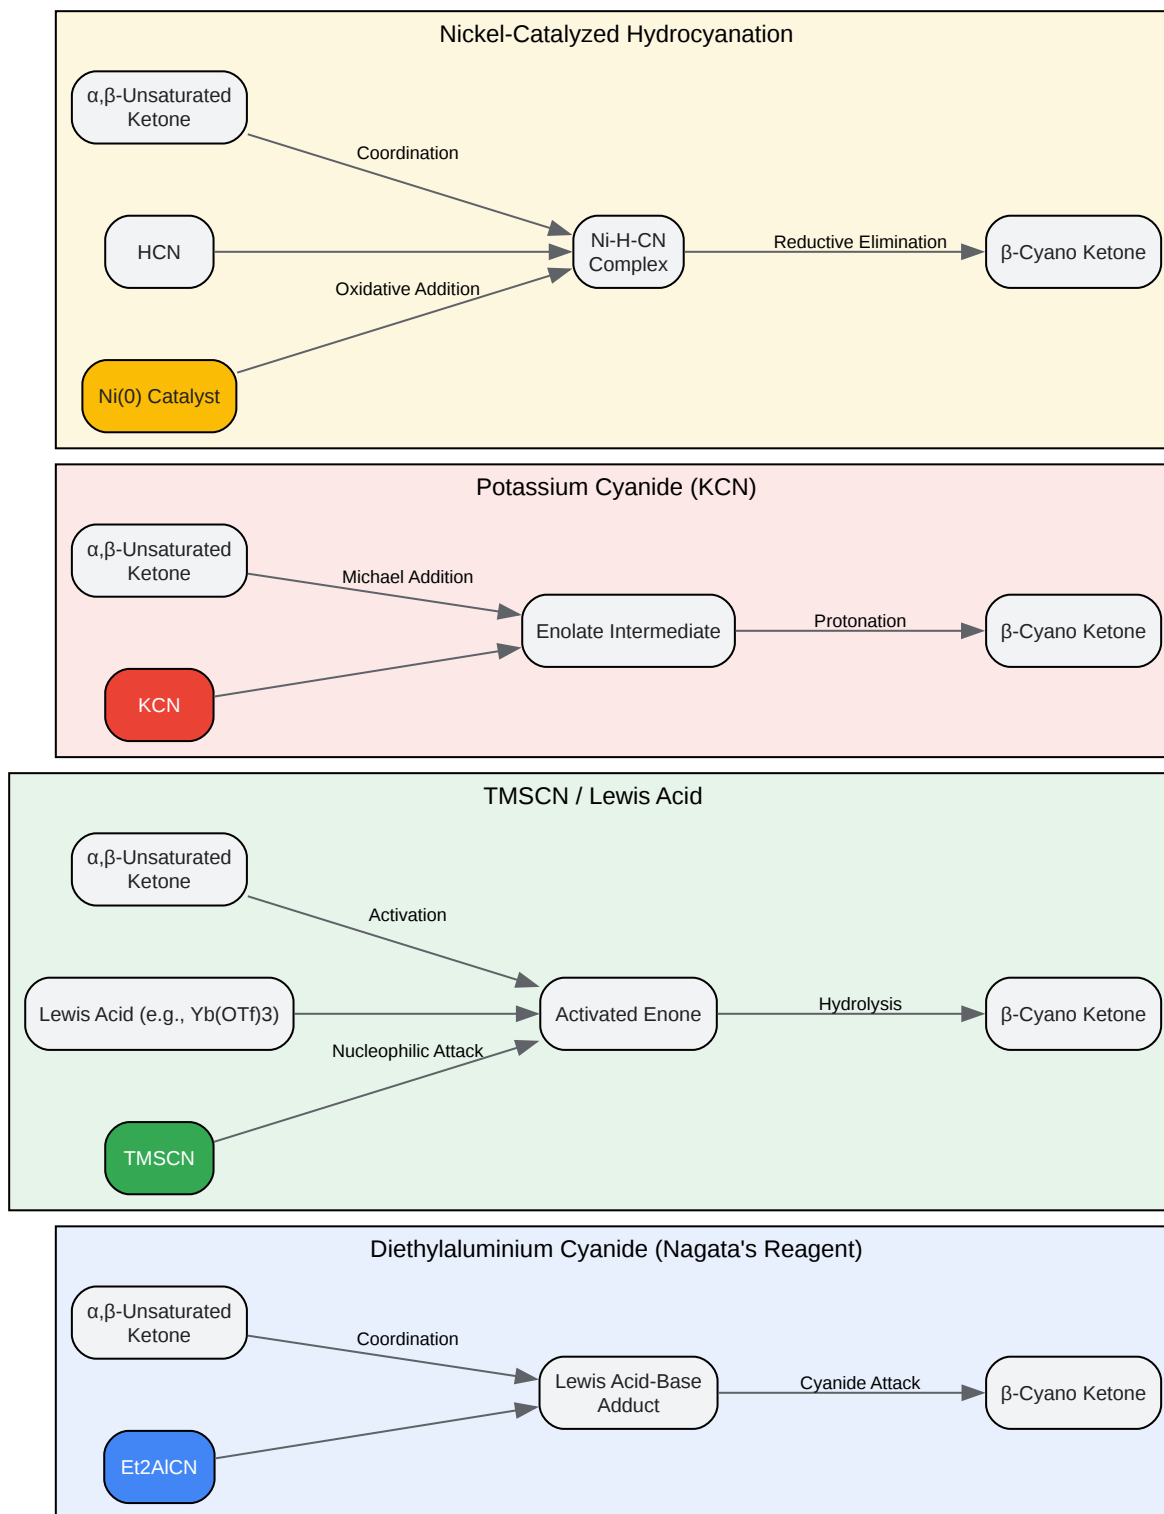 Nickel-Catalyzed Hydrocyanation
α,β-Unsaturated
Ketone
Coordination
HCN
Ni-H-CN
Complex
Reductive Elimination
β-Cyano Ketone
Oxidative Addition
Ni(0) Catalyst
Potassium Cyanide (KCN)
α,β-Unsaturated
Ketone
Michael Addition
Enolate Intermediate
Protonation
β-Cyano Ketone
KCN
TMSCN / Lewis Acid
α,β-Unsaturated
Ketone
Activation
Lewis Acid (e.g., Yb(OTf)3)
Activated Enone
Hydrolysis
β-Cyano Ketone
Nucleophilic Attack
TMSCN
Diethylaluminium Cyanide (Nagata's Reagent)
α,β-Unsaturated
Ketone
Coordination
Lewis Acid-Base
Adduct
Cyanide Attack
β-Cyano Ketone
Et2AlCN